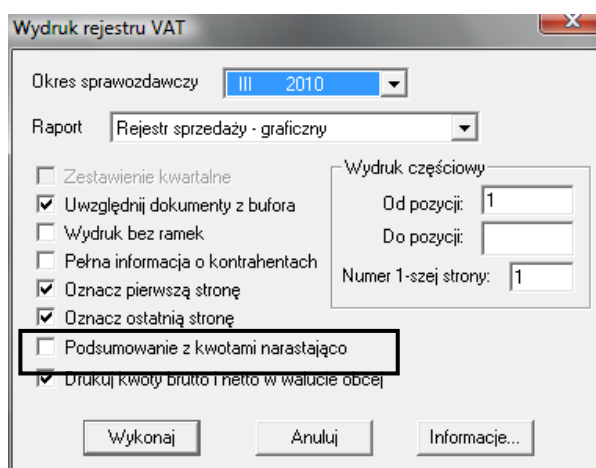 Wydruk rejestru VAT
Okres sprawozdawczy III 2010
Raport Rejestr sprzedaży - graficzny
Zestawienie kwartalne
Uwzględnij dokumenty z bufora
Wydruk bez ramek
Pełna informacja o kontrahentach
Oznacz pierwszą stronę
Oznacz ostatnią stronę
Podsumowanie z kwotami narastająco
Drukuj kwoty brutto i netto w walucie obcej
Wydruk częściowy
Od pozycji: 1
Do pozycji:
Numer 1-szej strony: 1
Wykonaj Anuluj Informacje...